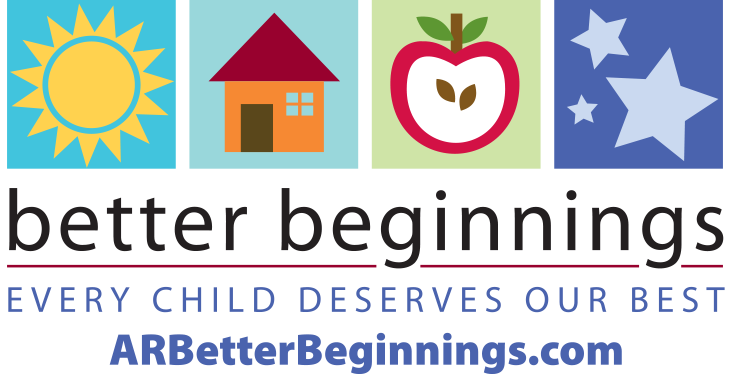 better beginnings
EVERY CHILD DESERVES OUR BEST
ARBetterBeginnings.com